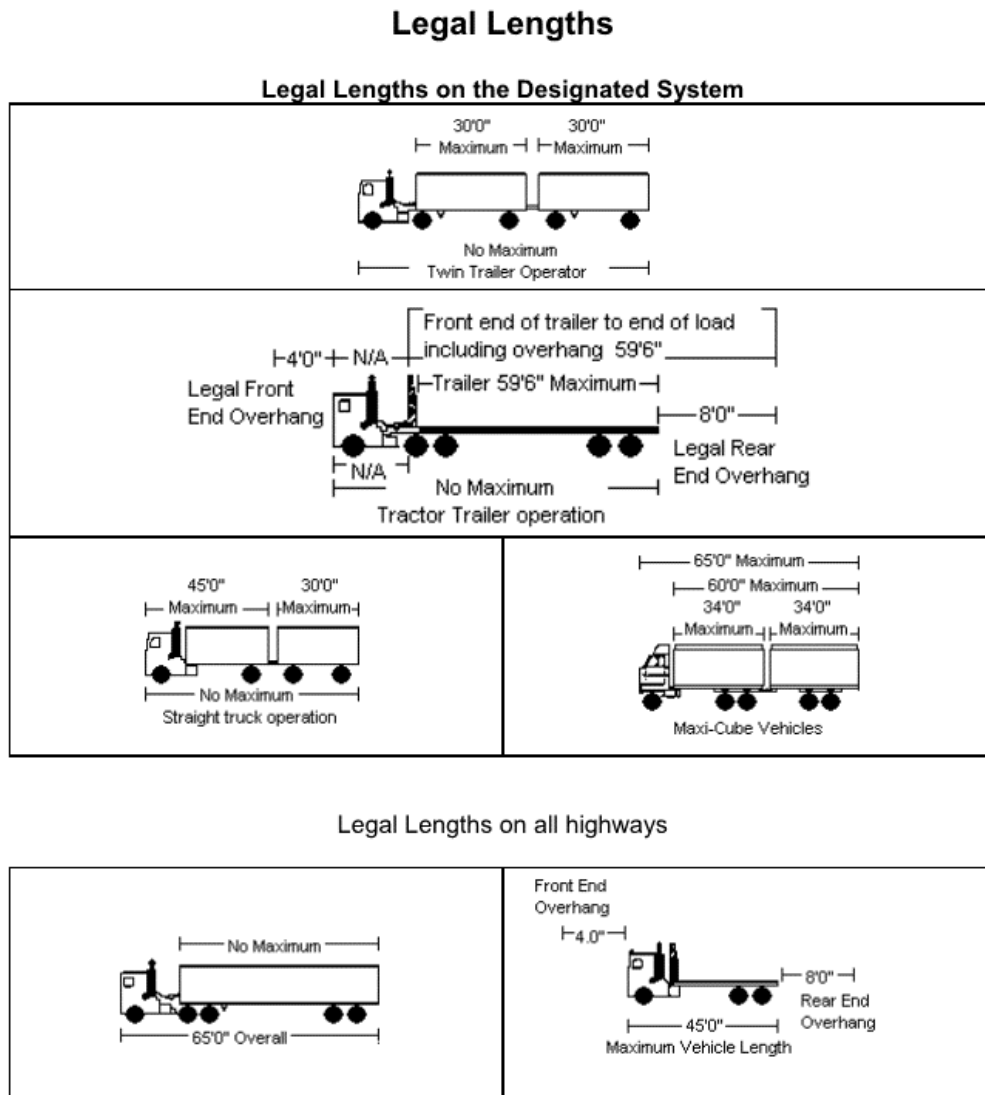 Legal Lengths
Legal Lengths on the Designated System
30'0" 30'0"
Maximum Maximum
No Maximum
Twin Trailer Operator
Front end of trailer to end of load
including overhang 59'6"
4'0" N/A
Legal Front
End Overhang
Trailer 59'6" Maximum
8'0"
Legal Rear
End Overhang
N/A
No Maximum
Tractor Trailer operation
45'0" 30'0"
Maximum Maximum
No Maximum
Straight truck operation
65'0" Maximum
60'0" Maximum
34'0" 34'0"
Maximum Maximum
Maxi-Cube Vehicles
Legal Lengths on all highways
No Maximum
65'0" Overall
Front End
Overhang
4.0"
8'0"
Rear End
Overhang
45'0"
Maximum Vehicle Length